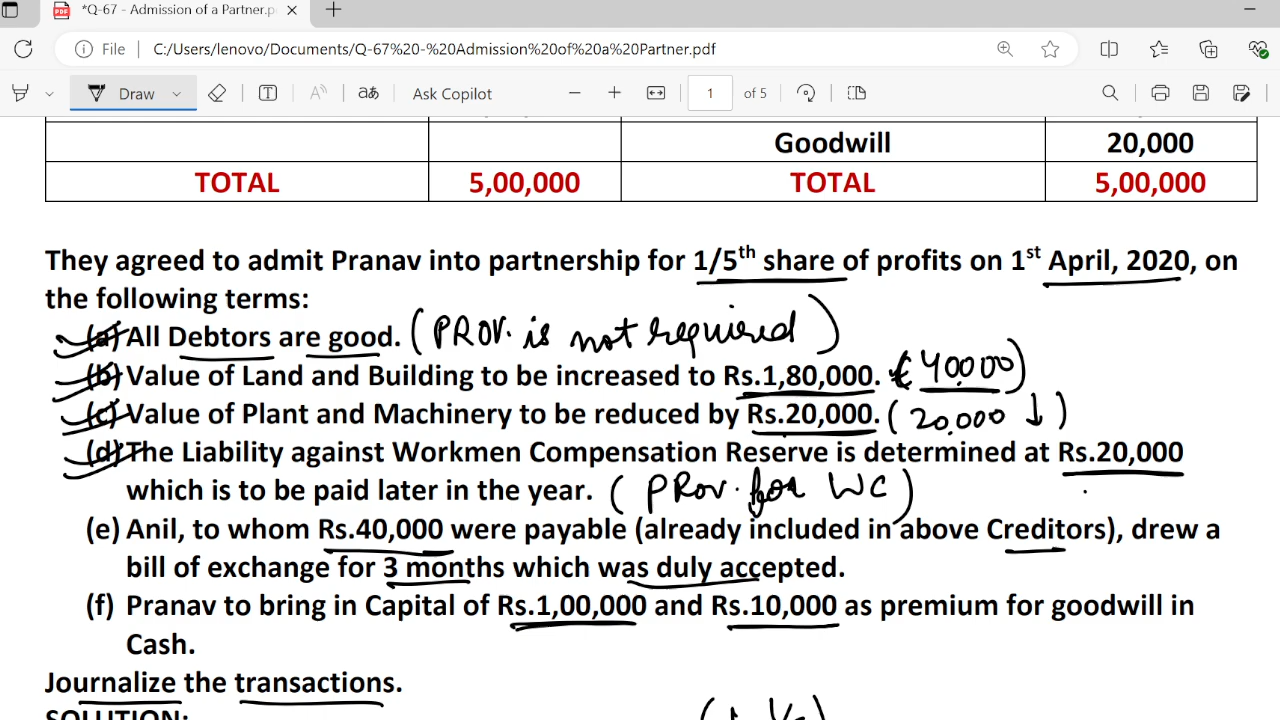 *Q-67 - Admission of a Partner.p
File C:/Users/lenovo/Documents/Q-67%20-%20Admission%20of%20a%20Partner.pdf
Draw T A aあ Ask Copilot 1 of 5
Goodwill 20,000
TOTAL 5,00,000 TOTAL 5,00,000
They agreed to admit Pranav into partnership for 1/5th share of profits on 1st April, 2020, on
the following terms:
(a) All Debtors are good. (PROV. is not required)
(b) Value of Land and Building to be increased to Rs.1,80,000. 40,000)
(c) Value of Plant and Machinery to be reduced by Rs.20,000. (20,000 ↓)
(d) The Liability against Workmen Compensation Reserve is determined at Rs.20,000
which is to be paid later in the year. (PROV. for WC)
(e) Anil, to whom Rs.40,000 were payable (already included in above Creditors), drew a
bill of exchange for 3 months which was duly accepted.
(f) Pranav to bring in Capital of Rs.1,00,000 and Rs.10,000 as premium for goodwill in
Cash.
Journalize the transactions.
SOLUTION: